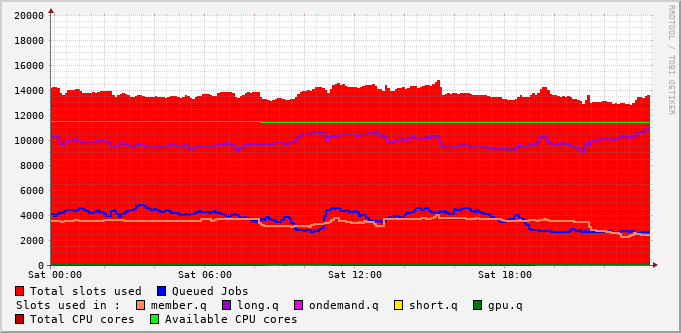 20000
18000
16000
14000
12000
10000
8000
6000
4000
2000
0
Sat 00:00 Sat 06:00 Sat 12:00 Sat 18:00
Total slots used Queued Jobs
Slots used in : member.q long.q ondemand.q short.q gpu.q
Total CPU cores Available CPU cores
RRDTOOL / TOBI OETIKER